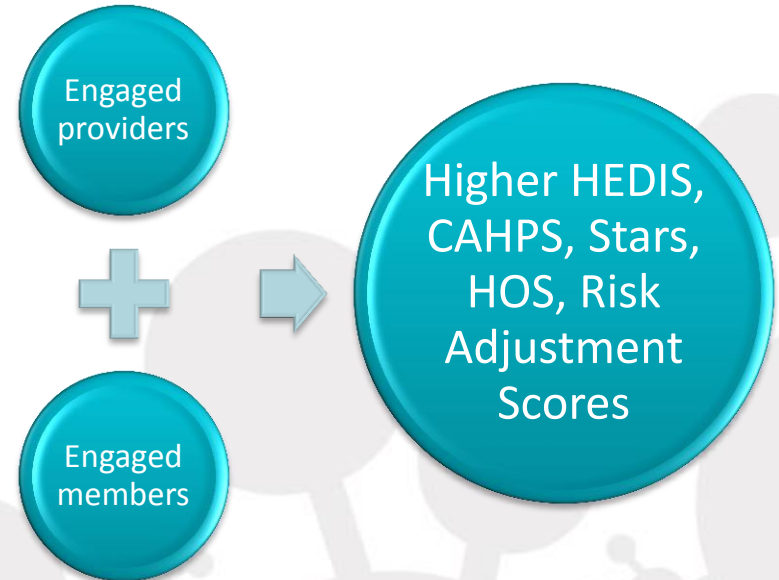 Engaged
providers
Engaged
members
Higher HEDIS,
CAHPS, Stars,
HOS, Risk
Adjustment
Scores